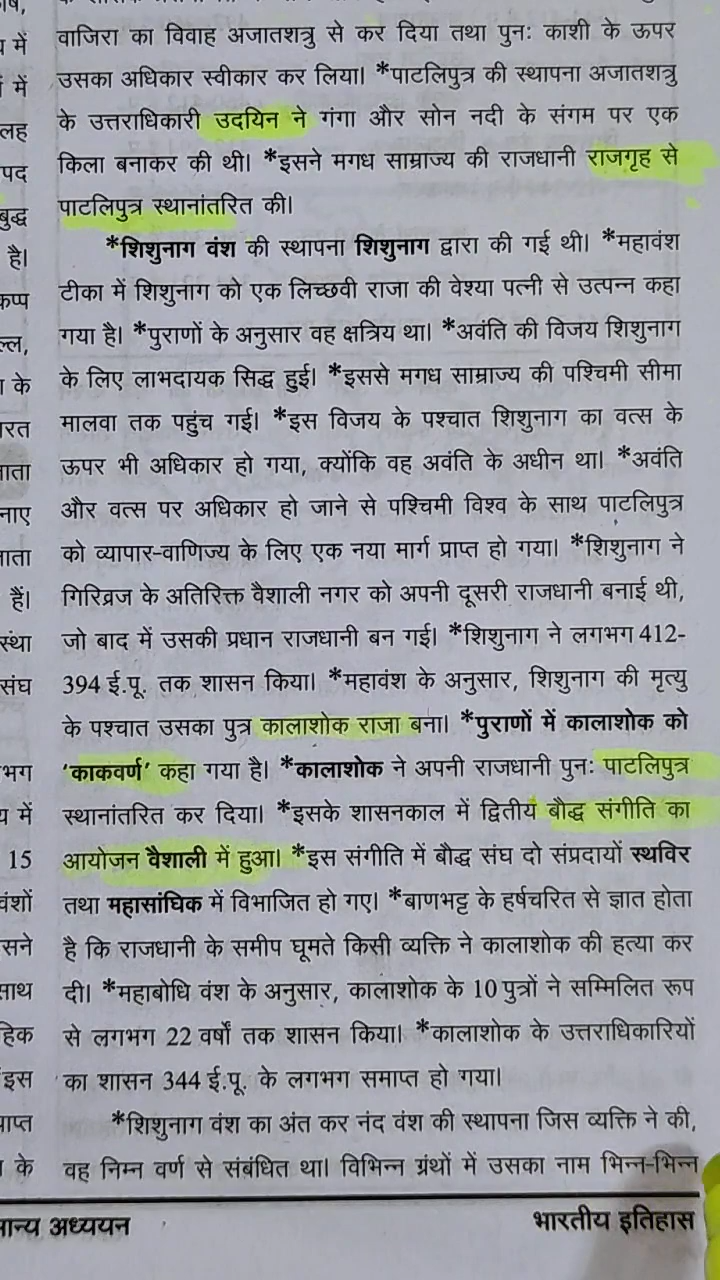 वाजिरा का विवाह अजातशत्रु से कर दिया तथा पुनः काशी के ऊपर
उसका अधिकार स्वीकार कर लिया। *पाटलिपुत्र की स्थापना अजातशत्रु
के उत्तराधिकारी उदयिन ने गंगा और सोन नदी के संगम पर एक
किला बनाकर की थी। *इसने मगध साम्राज्य की राजधानी राजगृह से
पाटलिपुत्र स्थानांतरित की।
*शिशुनाग वंश की स्थापना शिशुनाग द्वारा की गई थी। *महावंश
टीका में शिशुनाग को एक लिच्छवी राजा की वेश्या पत्नी से उत्पन्न कहा
गया है। *पुराणों के अनुसार वह क्षत्रिय था। *अवंति की विजय शिशुनाग
के लिए लाभदायक सिद्ध हुई। *इससे मगध साम्राज्य की पश्चिमी सीमा
मालवा तक पहुंच गई। *इस विजय के पश्चात शिशुनाग का वत्स के
ऊपर भी अधिकार हो गया, क्योंकि वह अवंति के अधीन था। *अवंति
और वत्स पर अधिकार हो जाने से पश्चिमी विश्व के साथ पाटलिपुत्र
को व्यापार-वाणिज्य के लिए एक नया मार्ग प्राप्त हो गया। *शिशुनाग ने
गिरिव्रज के अतिरिक्त वैशाली नगर को अपनी दूसरी राजधानी बनाई थी,
जो बाद में उसकी प्रधान राजधानी बन गई। *शिशुनाग ने लगभग 412-
394 ई.पू. तक शासन किया। *महावंश के अनुसार, शिशुनाग की मृत्यु
के पश्चात उसका पुत्र कालाशोक राजा बना। *पुराणों में कालाशोक को
‘काकवर्ण’ कहा गया है। *कालाशोक ने अपनी राजधानी पुनः पाटलिपुत्र
स्थानांतरित कर दिया। *इसके शासनकाल में द्वितीय बौद्ध संगीति का
आयोजन वैशाली में हुआ। *इस संगीति में बौद्ध संघ दो संप्रदायों स्थविर
तथा महासांघिक में विभाजित हो गए। *बाणभट्ट के हर्षचरित से ज्ञात होता
है कि राजधानी के समीप घूमते किसी व्यक्ति ने कालाशोक की हत्या कर
दी। *महाबोधि वंश के अनुसार, कालाशोक के 10 पुत्रों ने सम्मिलित रूप
से लगभग 22 वर्षों तक शासन किया। *कालाशोक के उत्तराधिकारियों
का शासन 344 ई.पू. के लगभग समाप्त हो गया।
*शिशुनाग वंश का अंत कर नंद वंश की स्थापना जिस व्यक्ति ने की,
वह निम्न वर्ण से संबंधित था। विभिन्न ग्रंथों में उसका नाम भिन्न-भिन्न
अध्ययन
भारतीय इतिहास